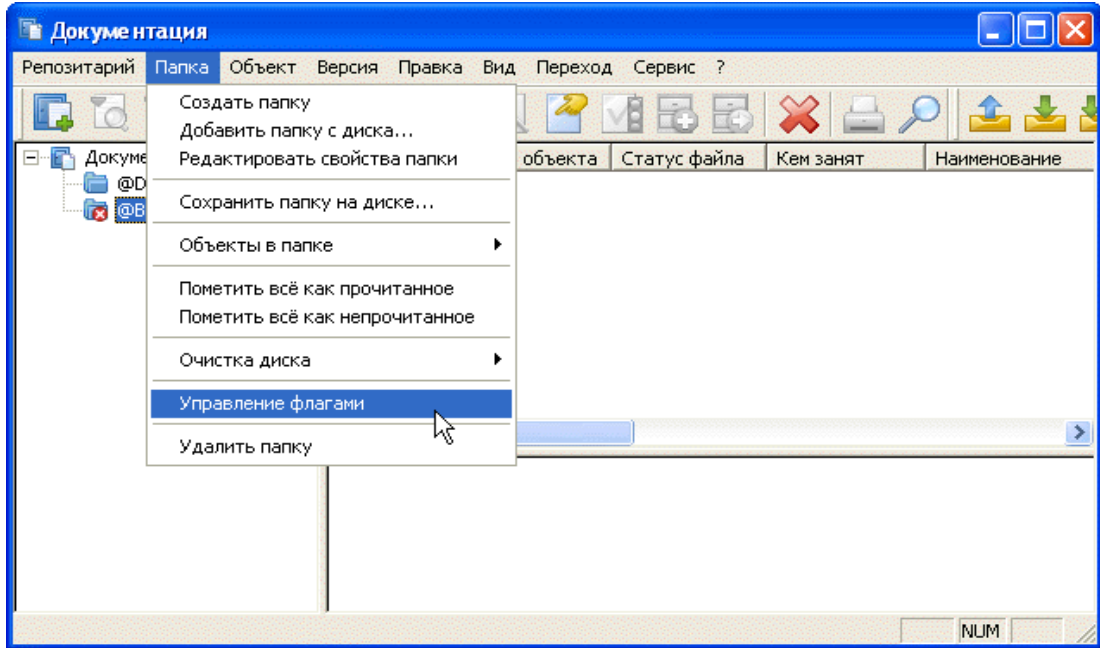 Документация
Репозитарий Папка Объект Версия Правка Вид Переход Сервис ?
Создать папку
Добавить папку с диска...
Редактировать свойства папки
Сохранить папку на диске...
Объекты в папке
Пометить всё как прочитанное
Пометить всё как непрочитанное
Очистка диска
Управление флагами
Удалить папку
объекта Статус файла Кем занят Наименование
Докуме
@D
@B
NUM